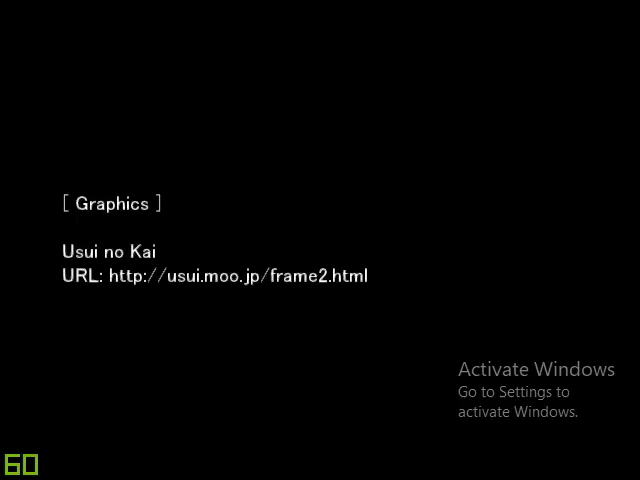 [ Graphics ]
Usui no Kai
URL: http://usui.moo.jp/frame2.html
Activate Windows
Go to Settings to
activate Windows.
60